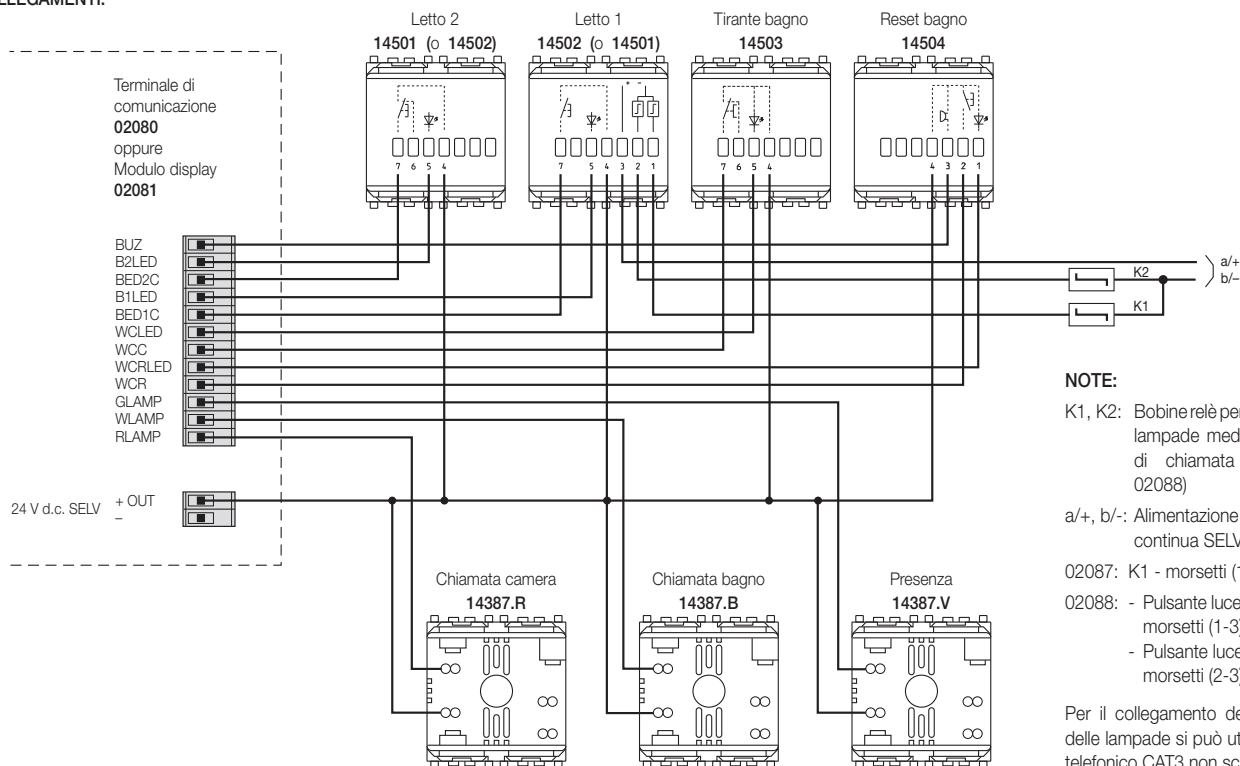 LLEGAMENTI:
Letto 2
14501 (o 14502)
Letto 1
14502 (o 14501)
Tirante bagno
14503
Reset bagno
14504
Terminale di
comunicazione
02080
oppure
Modulo display
02081
7 6 5 4
+ -
7 5 4 3 2 1
7 6 5 4
4 3 2 1
BUZ
B2LED
BED2C
B1LED
BED1C
WCLED
WCC
WCRLED
WCR
GLAMP
WLAMP
RLAMP
24 V d.c. SELV
+ OUT
–
K2
K1
a/+
b/–
Chiamata camera
14387.R
Chiamata bagno
14387.B
Presenza
14387.V
NOTE:
K1, K2: Bobine relè per
lampade med
di chiamata
02088)
a/+, b/-: Alimentazione
continua SELV
02087: K1 - morsetti (1
02088: - Pulsante luce
morsetti (1-3)
- Pulsante luce
morsetti (2-3)
Per il collegamento de
delle lampade si può ut
telefonico CAT3 non sc